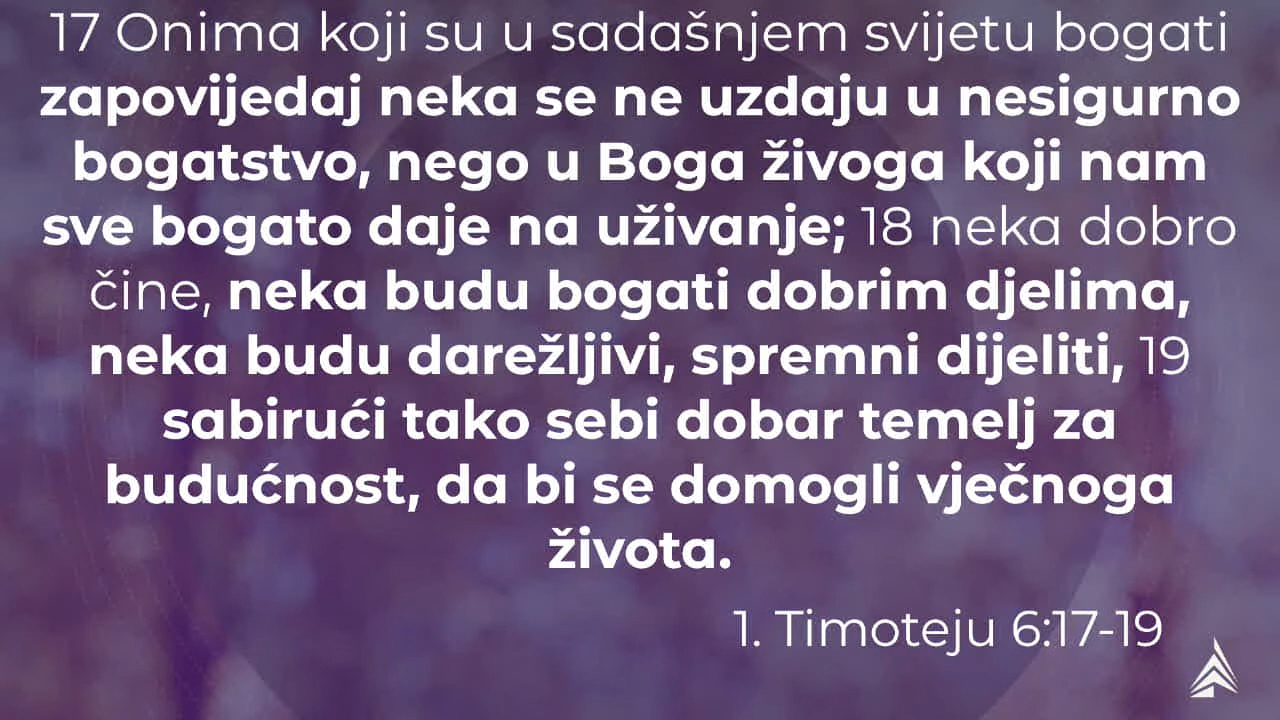 17 Onima koji su u sadašnjem svijetu bogati
zapovijedaj neka se ne uzdaju u nesigurno
bogatstvo, nego u Boga živoga koji nam
sve bogato daje na uživanje; 18 neka dobro
čine, neka budu bogati dobrim djelima,
neka budu darežljivi, spremni dijeliti, 19
sabirući tako sebi dobar temelj za
budućnost, da bi se domogli vječnoga
života.
1. Timoteju 6:17-19